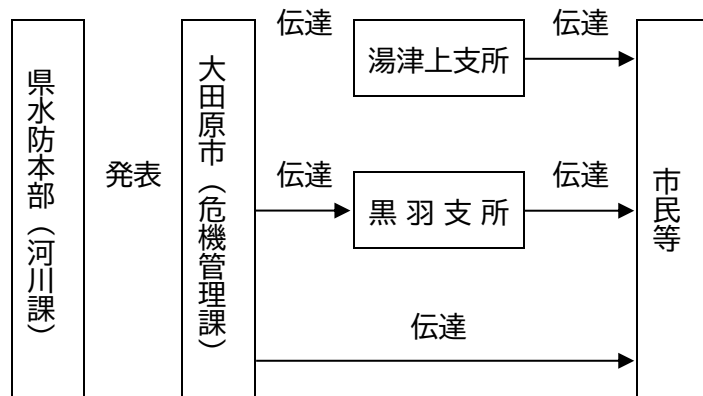 県水防本部（河川課）
発表
大田原市（危機管理課）
伝達
湯津上支所
伝達
伝達
黒羽支所
伝達
伝達
市民等